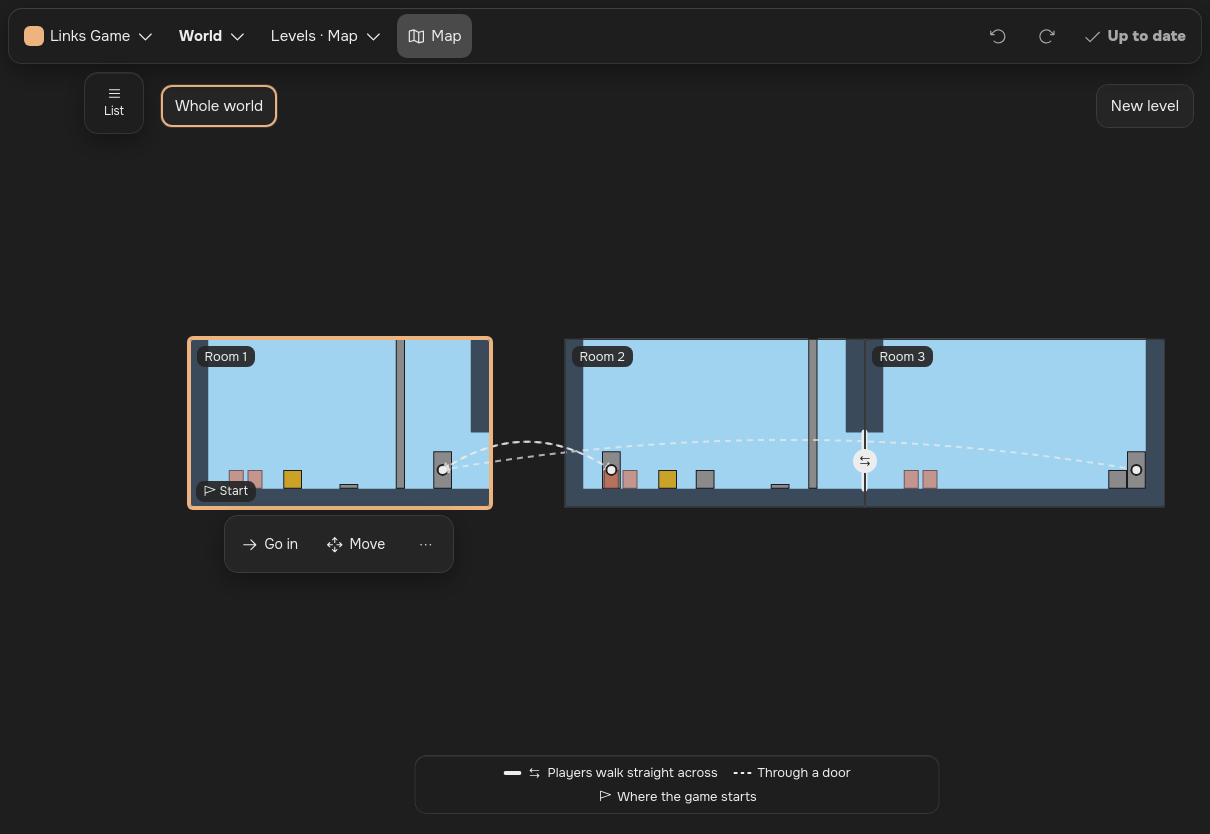 Links Game
World
Levels · Map
Map
Up to date
List
Whole world
New level
Room 1
Start
Room 2
Room 3
Go in
Move
Players walk straight across
Through a door
Where the game starts